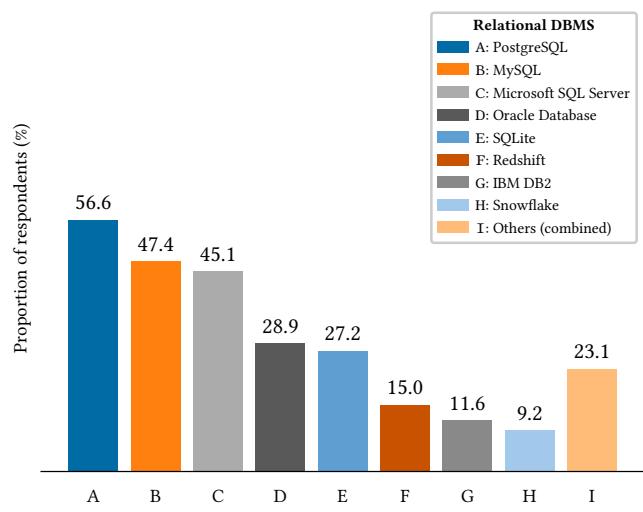 Relational DBMS
A: PostgreSQL
B: MySQL
C: Microsoft SQL Server
D: Oracle Database
E: SQLite
F: Redshift
G: IBM DB2
H: Snowflake
I: Others (combined)
Proportion of respondents (%)
56.6
47.4
45.1
28.9
27.2
15.0
11.6
9.2
23.1
A B C D E F G H I